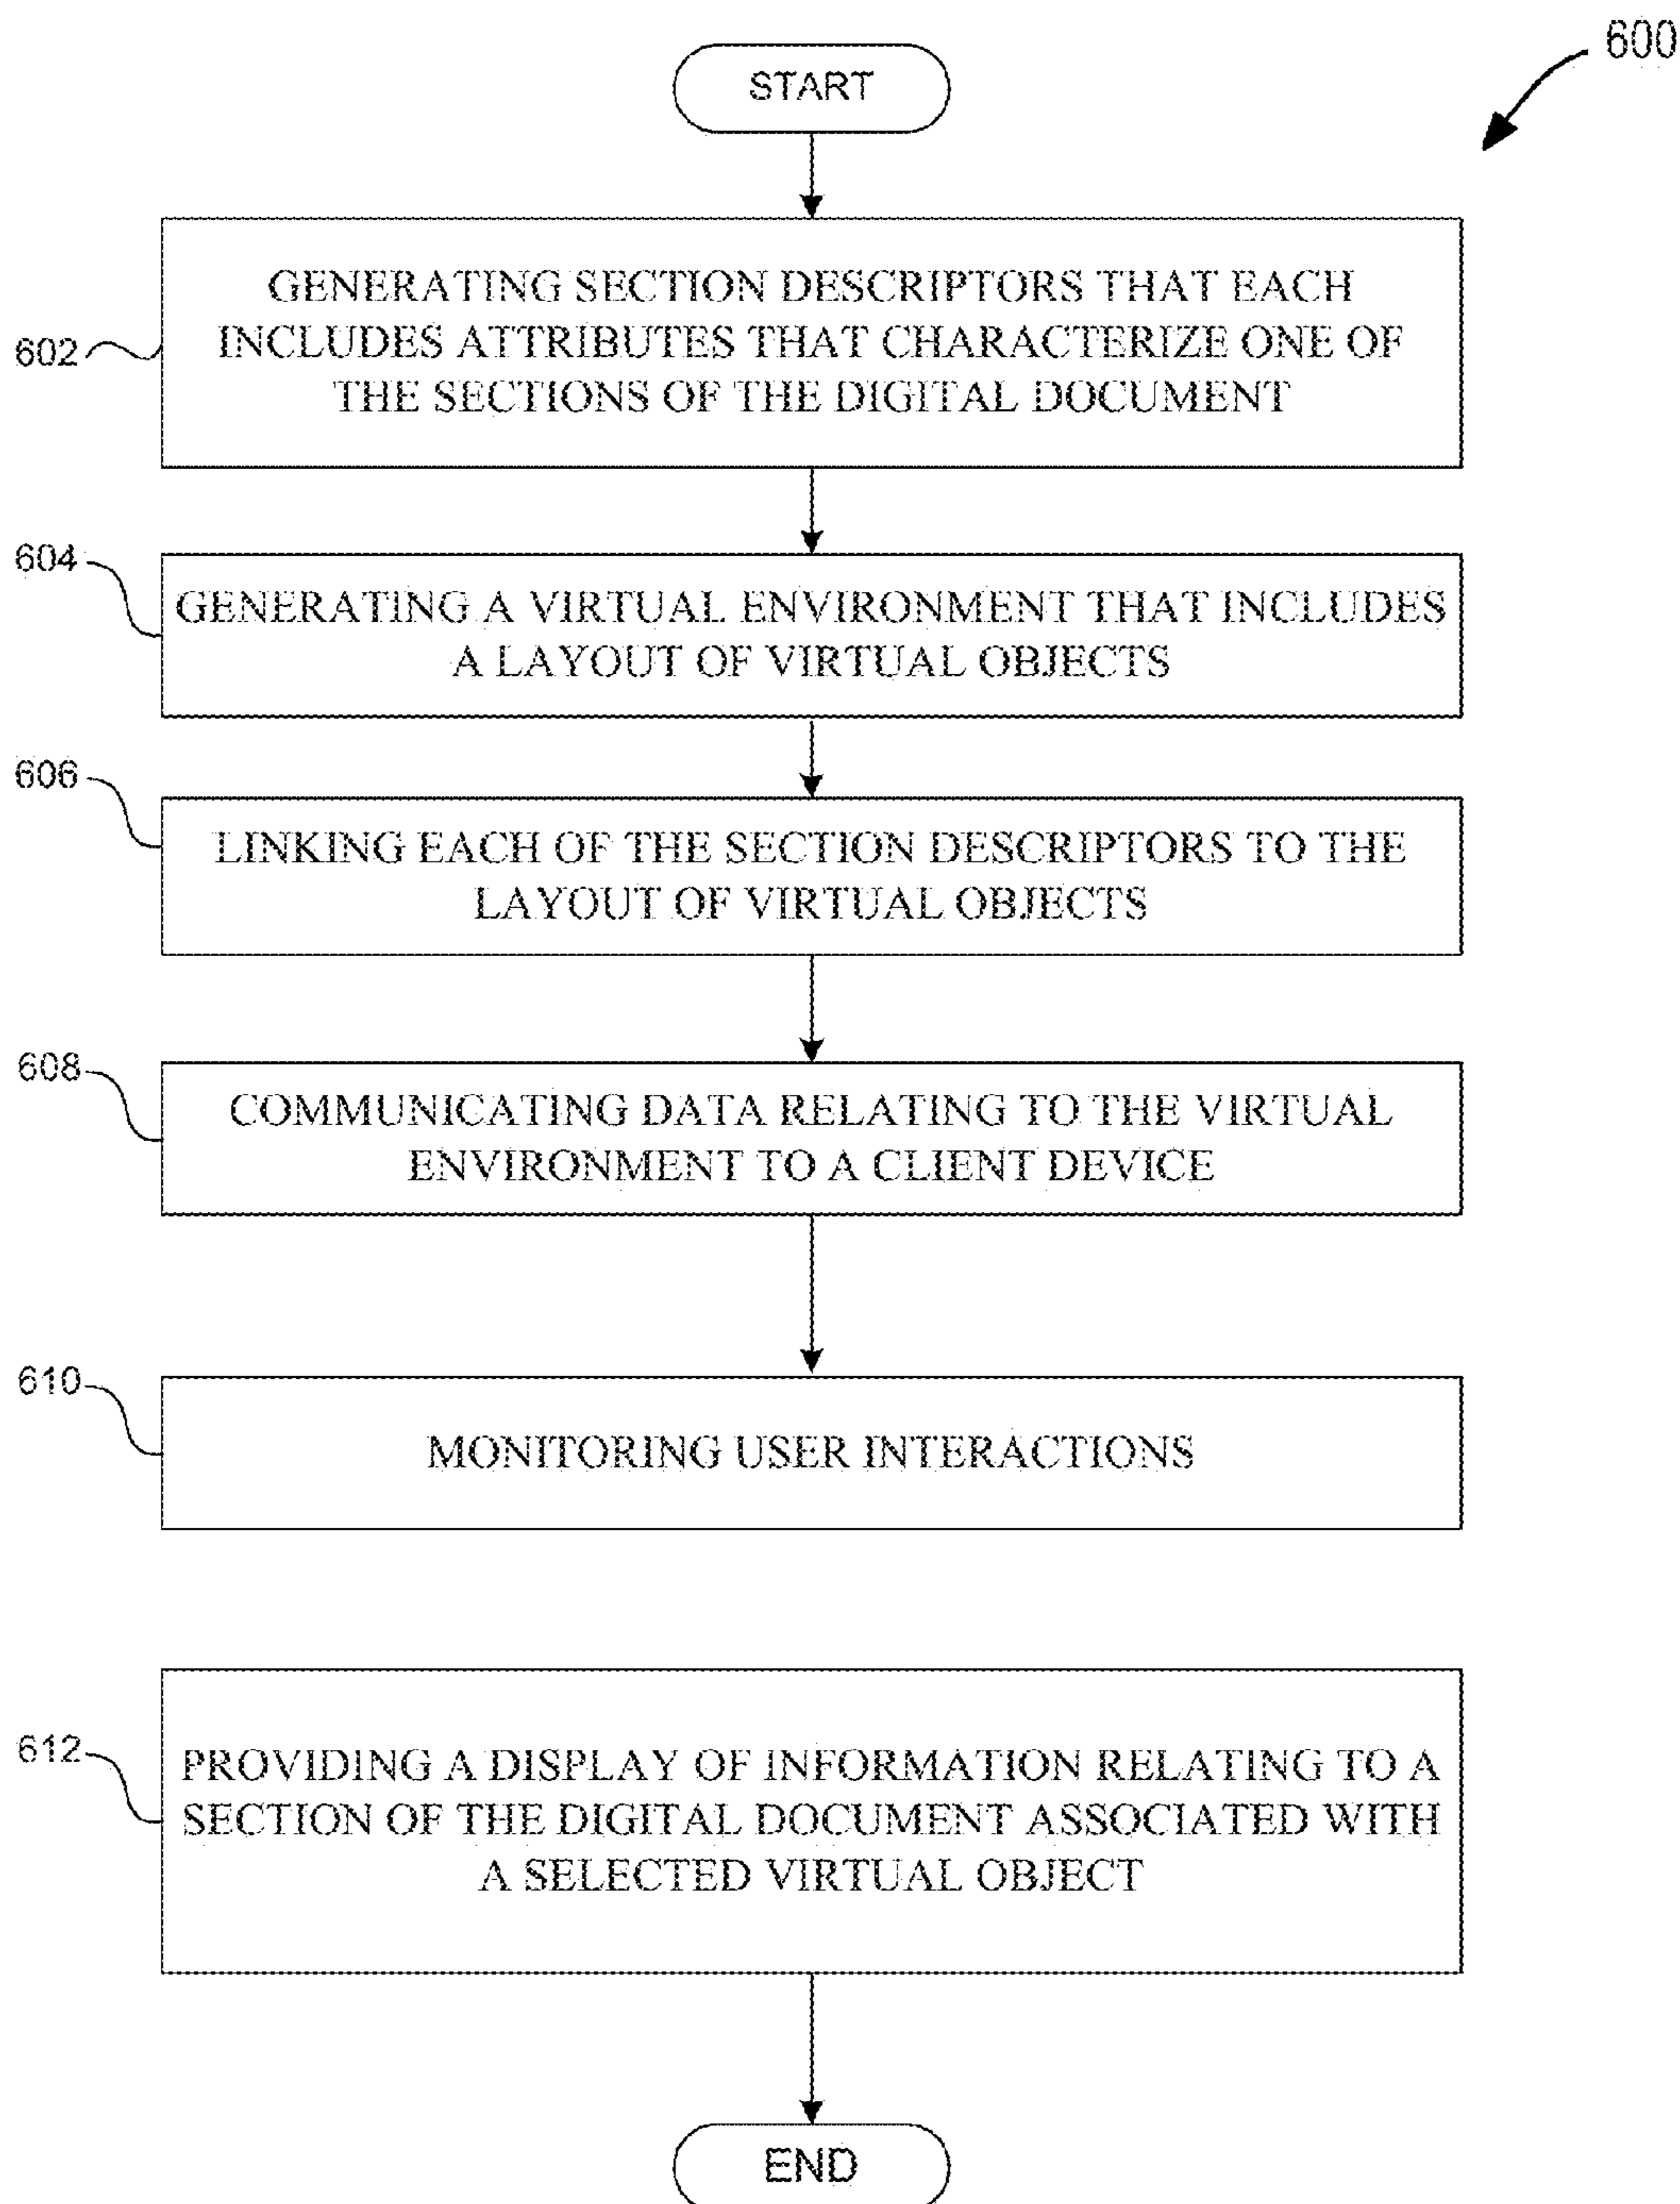 600
START
602
GENERATING SECTION DESCRIPTORS THAT EACH
INCLUDES ATTRIBUTES THAT CHARACTERIZE ONE OF
THE SECTIONS OF THE DIGITAL DOCUMENT
604
GENERATING A VIRTUAL ENVIRONMENT THAT INCLUDES
A LAYOUT OF VIRTUAL OBJECTS
606
LINKING EACH OF THE SECTION DESCRIPTORS TO THE
LAYOUT OF VIRTUAL OBJECTS
608
COMMUNICATING DATA RELATING TO THE VIRTUAL
ENVIRONMENT TO A CLIENT DEVICE
610
MONITORING USER INTERACTIONS
612
PROVIDING A DISPLAY OF INFORMATION RELATING TO A
SECTION OF THE DIGITAL DOCUMENT ASSOCIATED WITH
A SELECTED VIRTUAL OBJECT
END